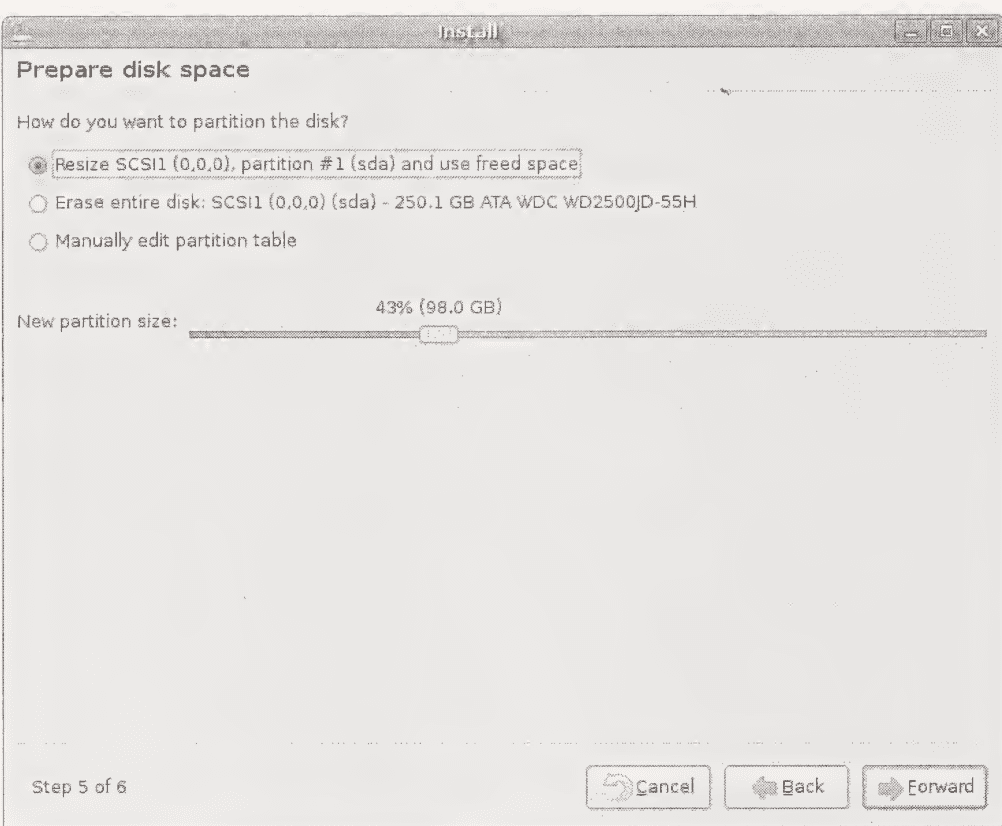 Install
Prepare disk space
How do you want to partition the disk?
Resize SCSI1 (0,0,0), partition #1 (sda) and use freed space
Erase entire disk: SCSI1 (0,0,0) (sda) - 250.1 GB ATA WDC WD2500JD-55H
Manually edit partition table
43% (98.0 GB)
New partition size:
Step 5 of 6
Cancel
Back
Forward